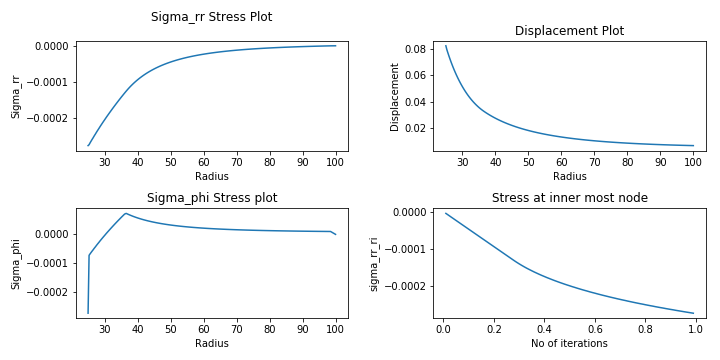 Sigma_rr Stress Plot
Sigma_rr
0.0000
−0.0001
−0.0002
30 40 50 60 70 80 90 100
Radius
Displacement Plot
Displacement
0.08
0.06
0.04
0.02
30 40 50 60 70 80 90 100
Radius
Sigma_phi Stress plot
Sigma_phi
0.0000
−0.0001
−0.0002
30 40 50 60 70 80 90 100
Radius
Stress at inner most node
sigma_rr_ri
0.0000
−0.0001
−0.0002
0.0 0.2 0.4 0.6 0.8 1.0
No of iterations